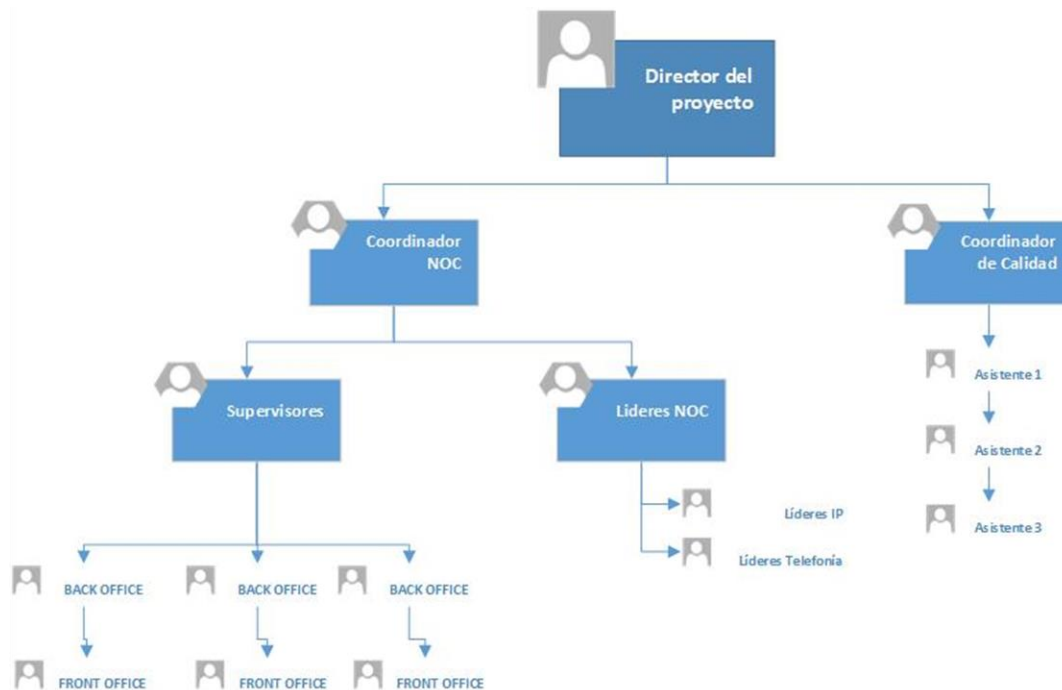 Director del
proyecto
Coordinador
NOC
Coordinador
de Calidad
Supervisores
Lideres NOC
Asistente 1
Asistente 2
Asistente 3
Líderes IP
Líderes Telefonía
BACK OFFICE
BACK OFFICE
BACK OFFICE
FRONT OFFICE
FRONT OFFICE
FRONT OFFICE